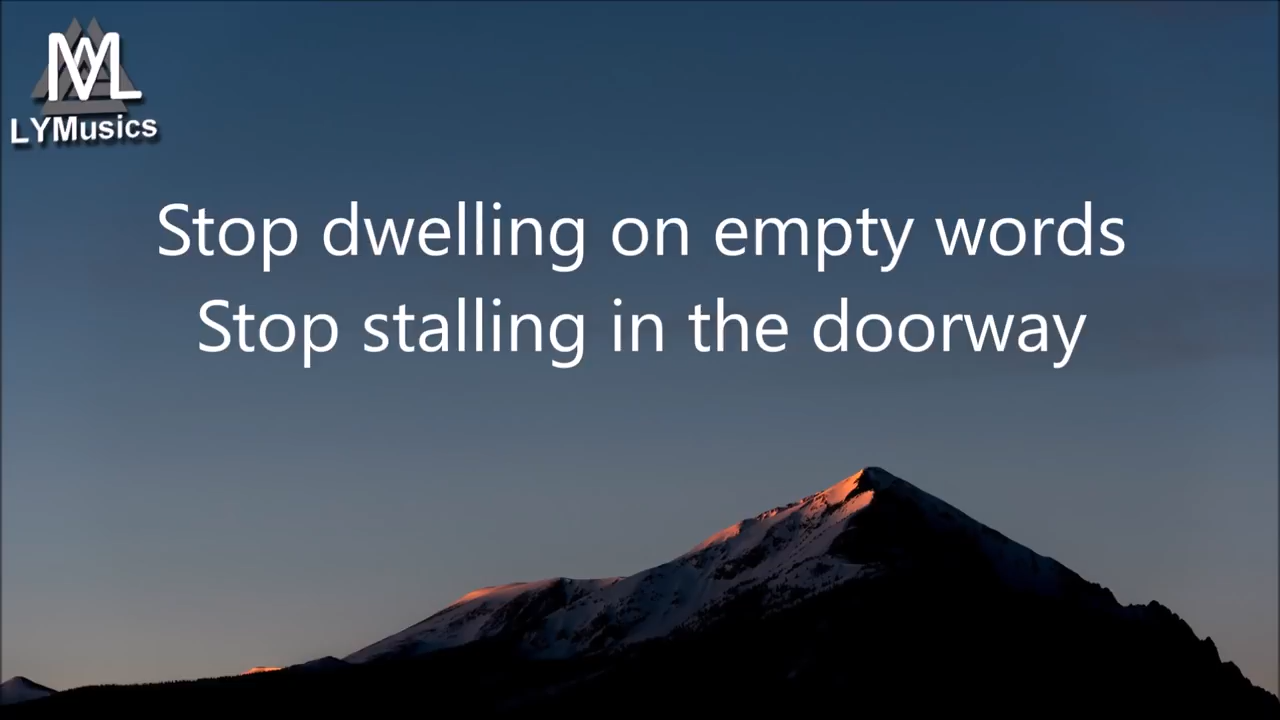 LYMusics
Stop dwelling on empty words
Stop stalling in the doorway